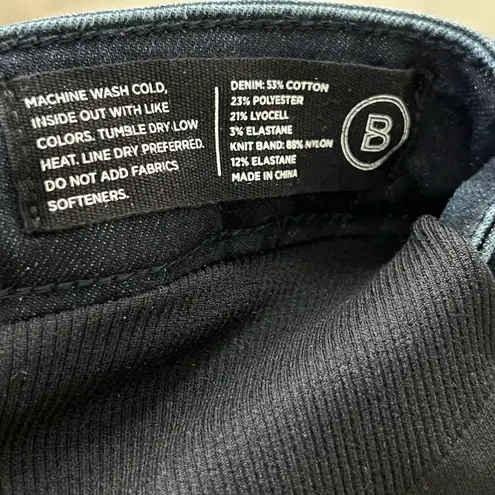 MACHINE WASH COLD,
INSIDE OUT WITH LIKE
COLORS. TUMBLE DRY LOW
HEAT. LINE DRY PREFERRED.
DO NOT ADD FABRICS
SOFTENERS.
DENIM: 53% COTTON
23% POLYESTER
21% LYOCELL
3% ELASTANE
KNIT BAND: 88% NYLON
12% ELASTANE
MADE IN CHINA
B